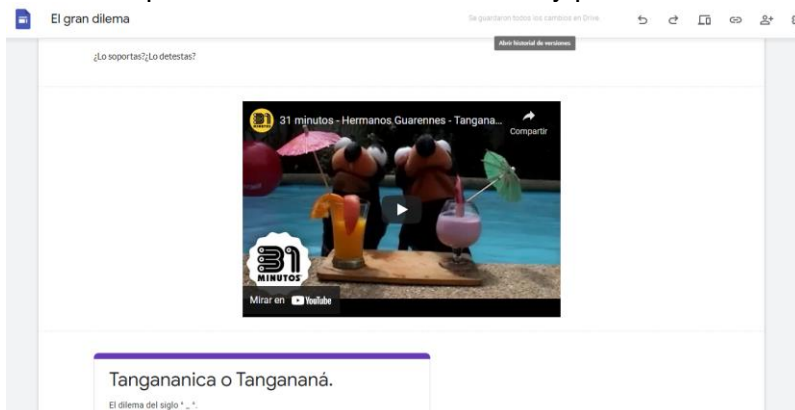 El gran dilema
Se guardaron todos los cambios en Drive.
Abrir historial de versiones
¿Lo soportas?¿Lo detestas?
31 minutos - Hermanos Guarennes - Tangana...
Compartir
31
MINUTOS
Mirar en YouTube
Tangananica o Tangananá.
El dilema del siglo ° _ °.